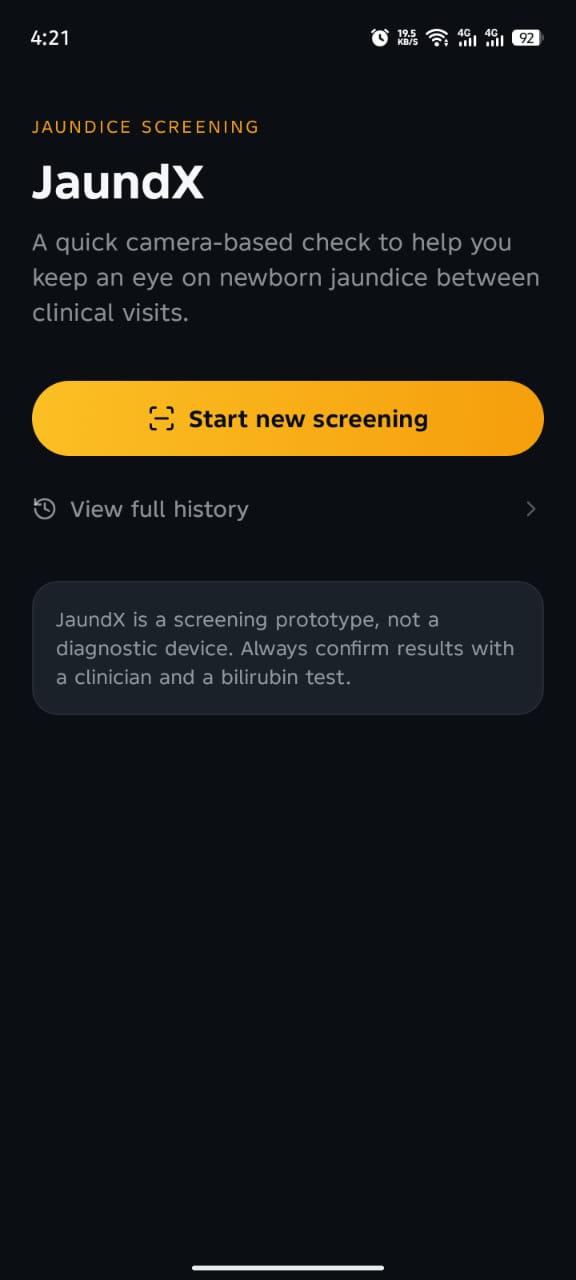 4:21
19.5 KB/S 4G 4G 92
JAUNDICE SCREENING
JaundX
A quick camera-based check to help you
keep an eye on newborn jaundice between
clinical visits.
Start new screening
View full history
JaundX is a screening prototype, not a
diagnostic device. Always confirm results with
a clinician and a bilirubin test.